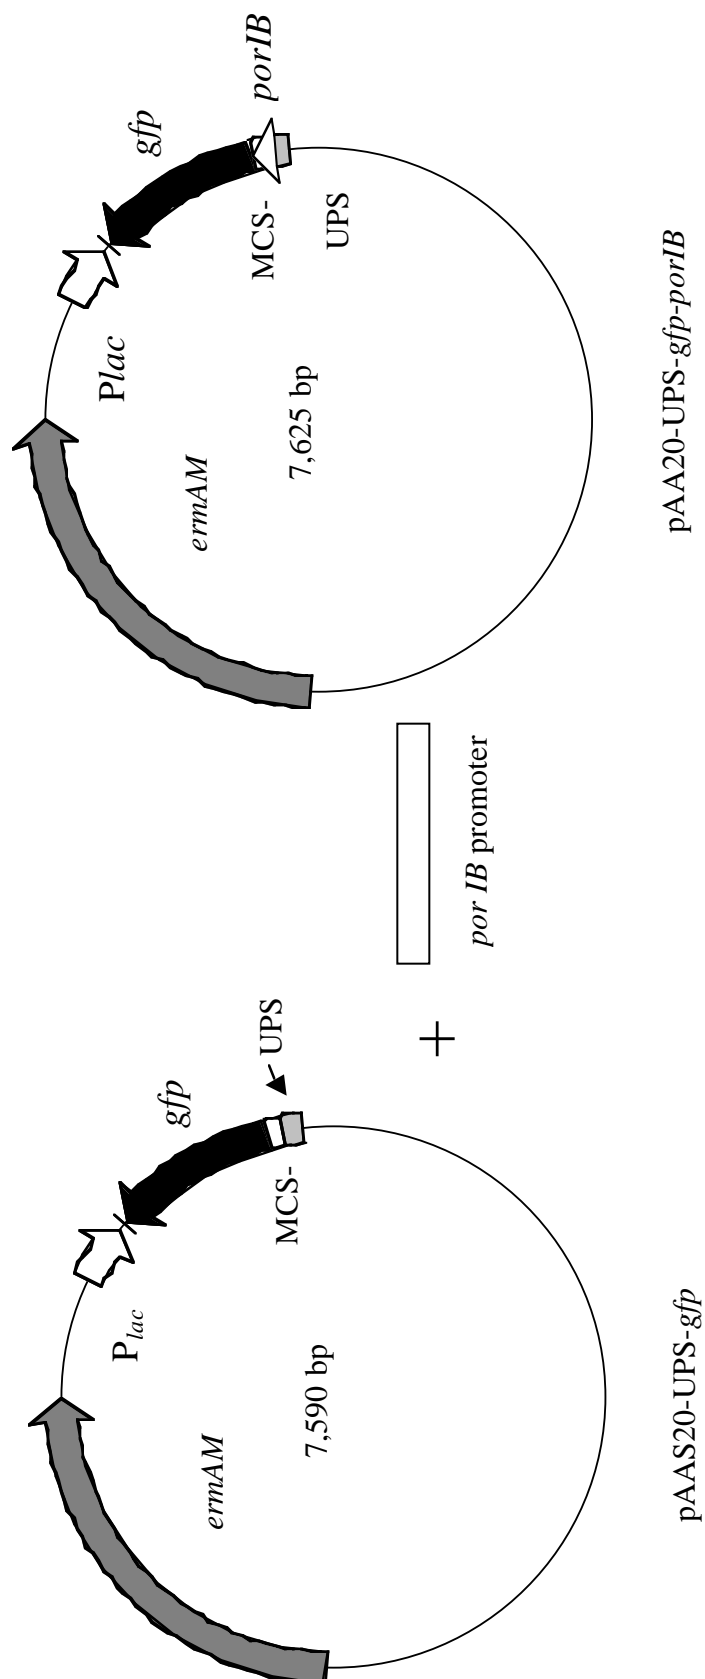 ermAM
Plac
gfp
UPS
MCS-
7,590 bp
pAAS20-UPS-gfp
+
por IB promoter
ermAM
Plac
gfp
porIB
MCS-
UPS
7,625 bp
pAA20-UPS-gfp-porIB